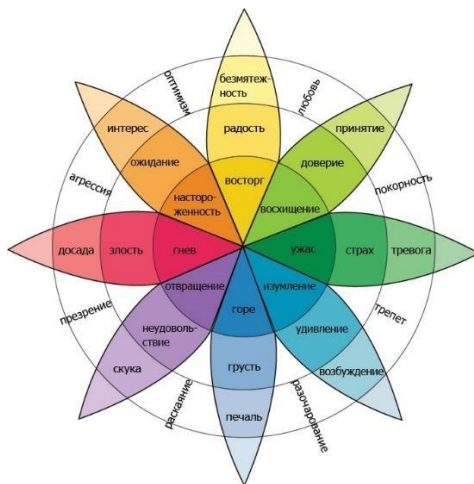 безмятеж-
ность
оптимизм
любовь
интерес
радость
принятие
ожидание
доверие
агрессия
насторо-
женность
восторг
восхищение
покорность
досада
злость
гнев
ужас
страх
тревога
презрение
отвращение
изумление
трепет
неудоволь-
ствие
горе
удивление
скука
грусть
возбуждение
раскаяние
печаль
разочарование